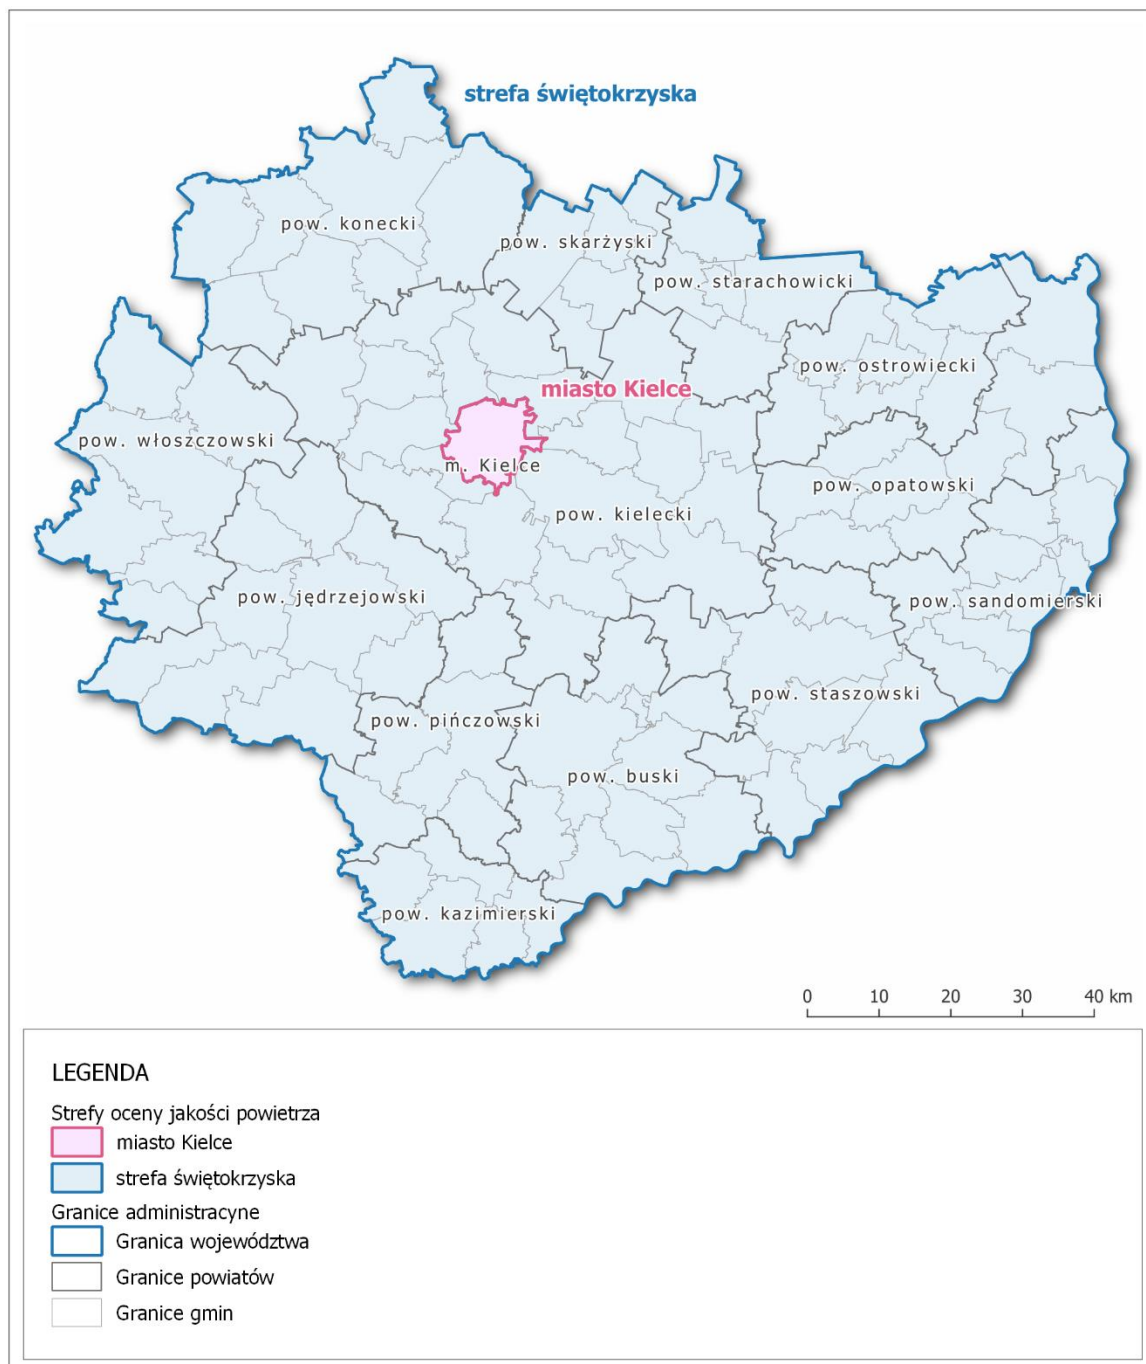 strefa świętokrzyska
pow. konecki
pow. skarżyski
pow. starachowicki
pow. ostrowiecki
miasto Kielce
pow. włoszczowski
m. Kielce
pow. opatowski
pow. kielecki
pow. jędrzejowski
pow. sandomierski
pow. staszowski
pow. pińczowski
pow. buski
pow. kazimierski
0 10 20 30 40 km
LEGENDA
Strefy oceny jakości powietrza
miasto Kielce
strefa świętokrzyska
Granice administracyne
Granica województwa
Granice powiatów
Granice gmin